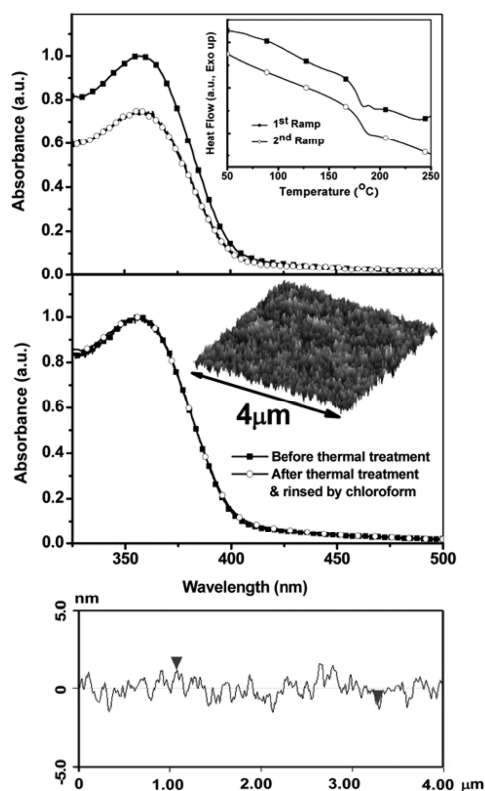 1.0
0.8
0.6
0.4
0.2
0.0
Absorbance (a.u.)
Heat Flow (a.u., Exo up)
1st Ramp
2nd Ramp
50 100 150 200 250
Temperature (OC)
1.0
0.8
0.6
0.4
0.2
0.0
Absorbance (a.u.)
4μm
Before thermal treatment
After thermal treatment
& rinsed by chloroform
350 400 450 500
Wavelength (nm)
nm
5.0
0
-5.0
0 1.00 2.00 3.00 4.00
μm